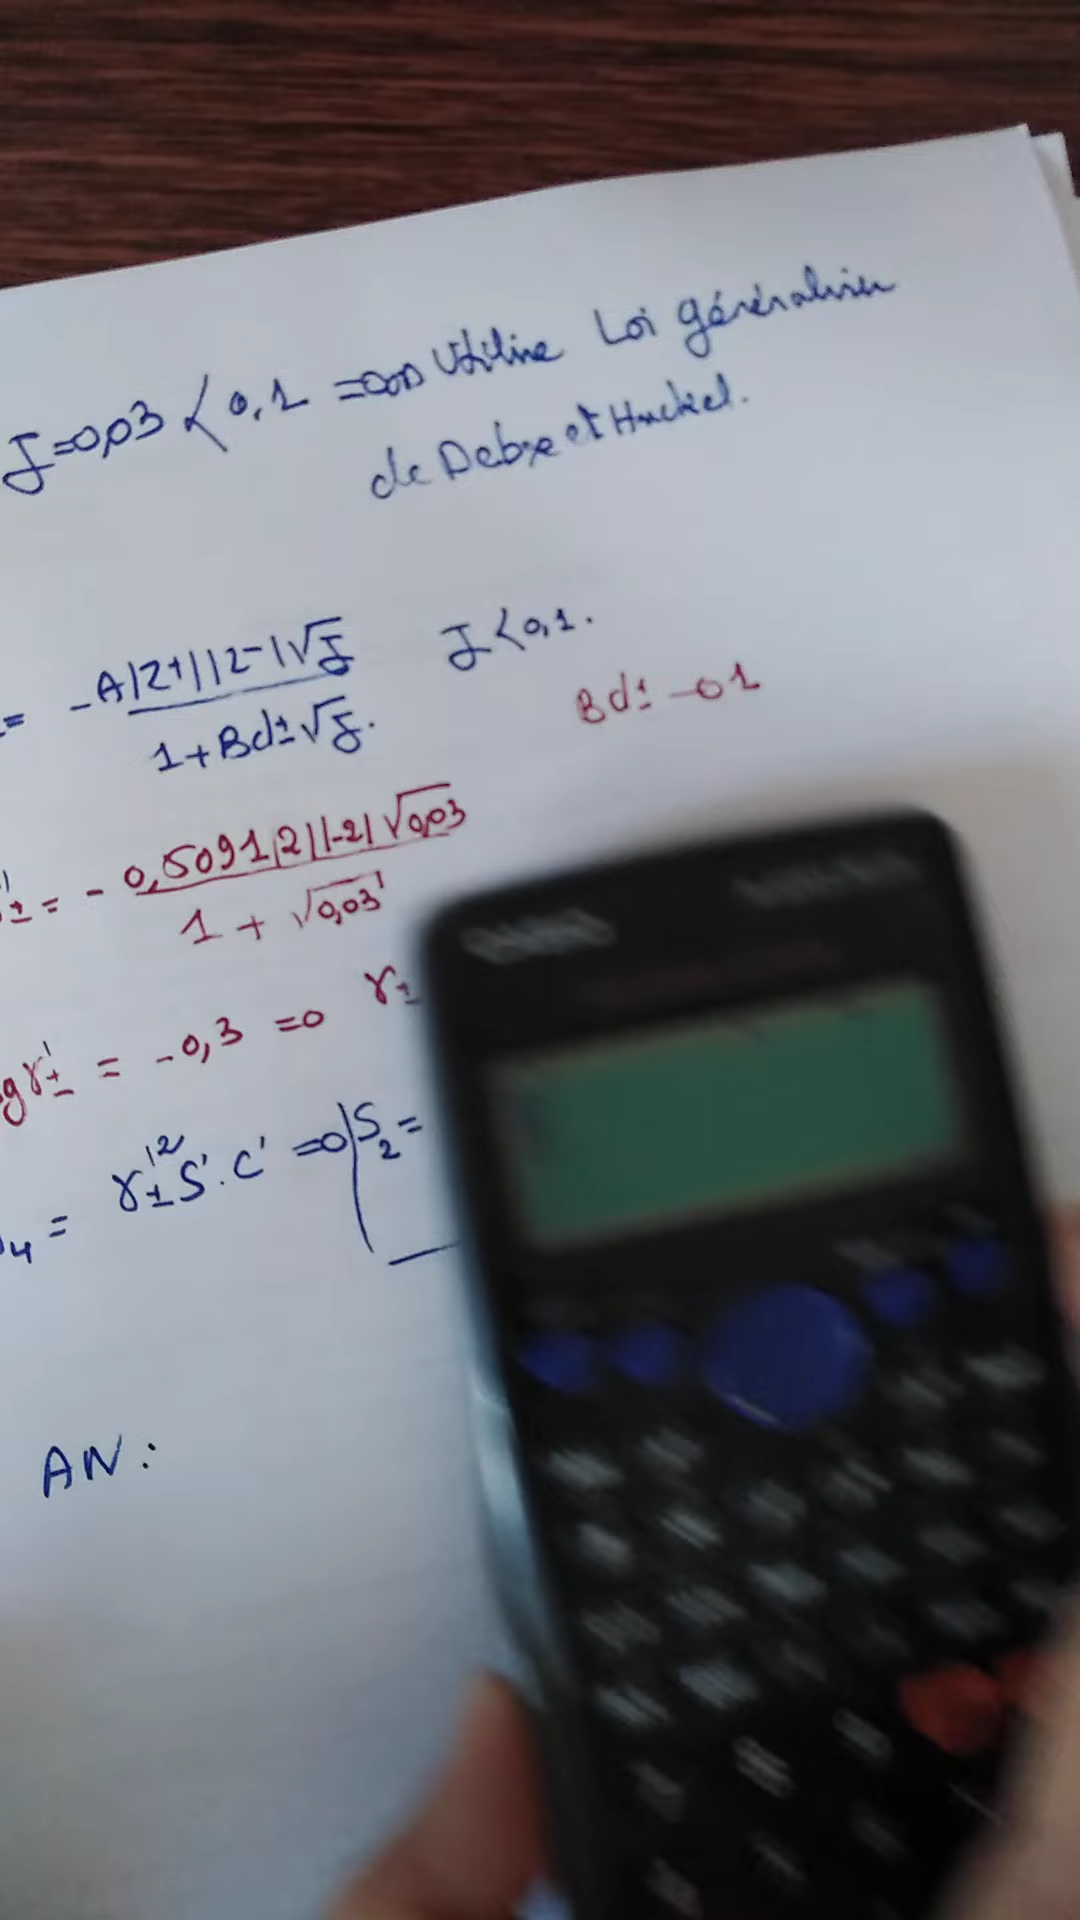 J=0,03 < 0,1 => Utilise Loi généralisée
de Debye et Huckel.
= -A|Z+||Z-|√J J<0,1.
1+Bd±√J. Bd± → 1
± = - 0,509|2||-2|√0,03
1 + √0,03
gγ'± = -0,3 => γ±
4 = γ'±² S'.C' => S₂ =
AN: